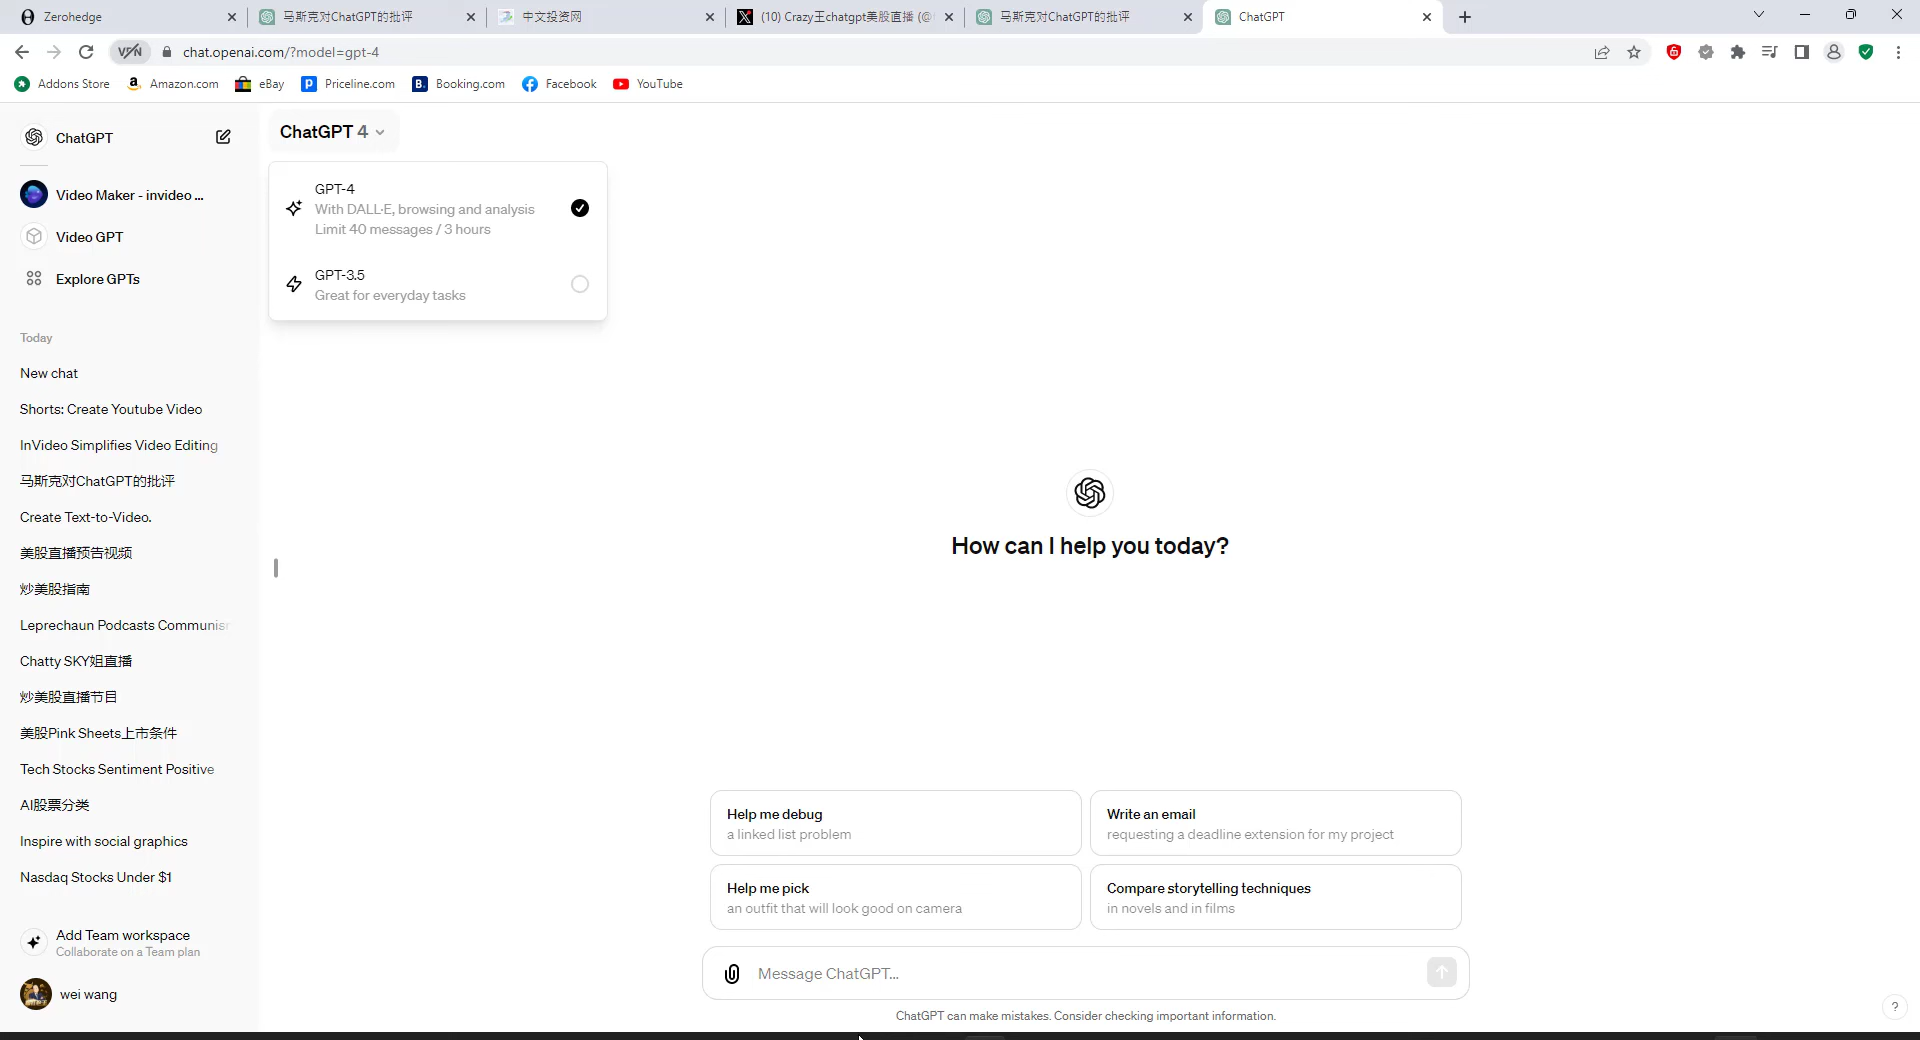 Zerohedge
马斯克对ChatGPT的批评
中文投资网
(10) Crazy王chatgpt美股直播 (@
马斯克对ChatGPT的批评
ChatGPT
VPN
chat.openai.com/?model=gpt-4
Addons Store
Amazon.com
eBay
Priceline.com
Booking.com
Facebook
YouTube
ChatGPT
Video Maker - invideo ...
Video GPT
Explore GPTs
Today
New chat
Shorts: Create Youtube Video
InVideo Simplifies Video Editing
马斯克对ChatGPT的批评
Create Text-to-Video.
美股直播预告视频
炒美股指南
Leprechaun Podcasts Communis
Chatty SKY姐直播
炒美股直播节目
美股Pink Sheets上市条件
Tech Stocks Sentiment Positive
AI股票分类
Inspire with social graphics
Nasdaq Stocks Under $1
Add Team workspace
Collaborate on a Team plan
wei wang
ChatGPT 4
GPT-4
With DALL·E, browsing and analysis
Limit 40 messages / 3 hours
GPT-3.5
Great for everyday tasks
How can I help you today?
Help me debug
a linked list problem
Write an email
requesting a deadline extension for my project
Help me pick
an outfit that will look good on camera
Compare storytelling techniques
in novels and in films
Message ChatGPT...
ChatGPT can make mistakes. Consider checking important information.
?